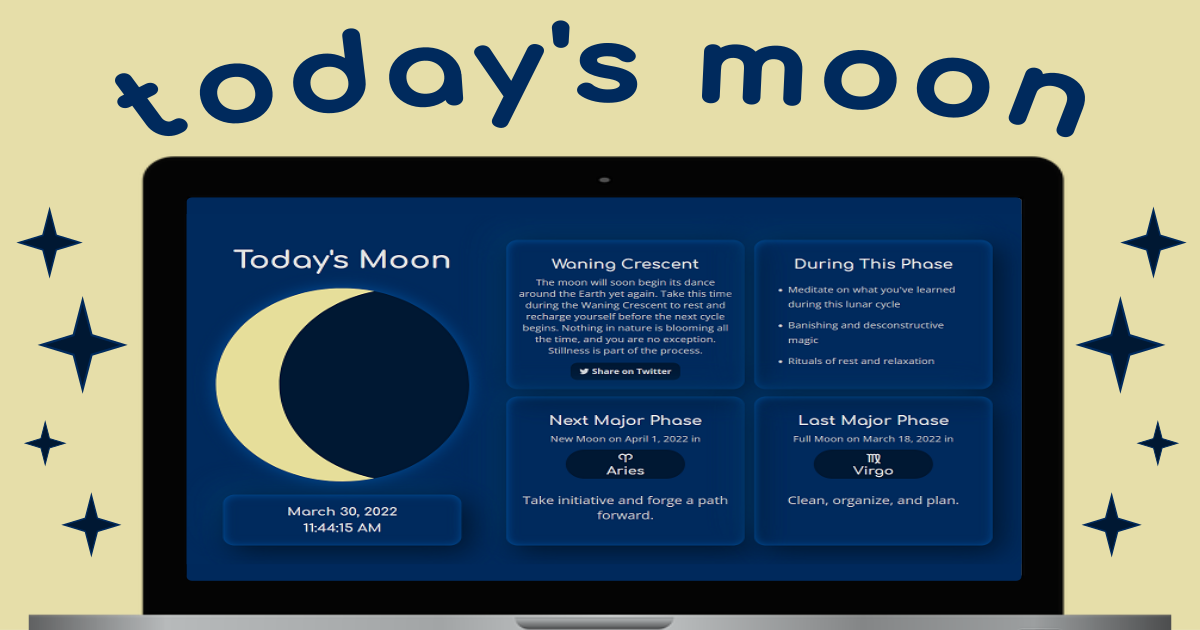 today's moon
Today's Moon
March 30, 2022
11:44:15 AM
Waning Crescent
The moon will soon begin its dance
around the Earth yet again. Take this time
during the Waning Crescent to rest and
recharge yourself before the next cycle
begins. Nothing in nature is blooming all
the time, and you are no exception.
Stillness is part of the process.
Share on Twitter
During This Phase
• Meditate on what you've learned
during this lunar cycle
• Banishing and desconstructive
magic
• Rituals of rest and relaxation
Next Major Phase
New Moon on April 1, 2022 in
♈
Aries
Take initiative and forge a path
forward.
Last Major Phase
Full Moon on March 18, 2022 in
♍
Virgo
Clean, organize, and plan.